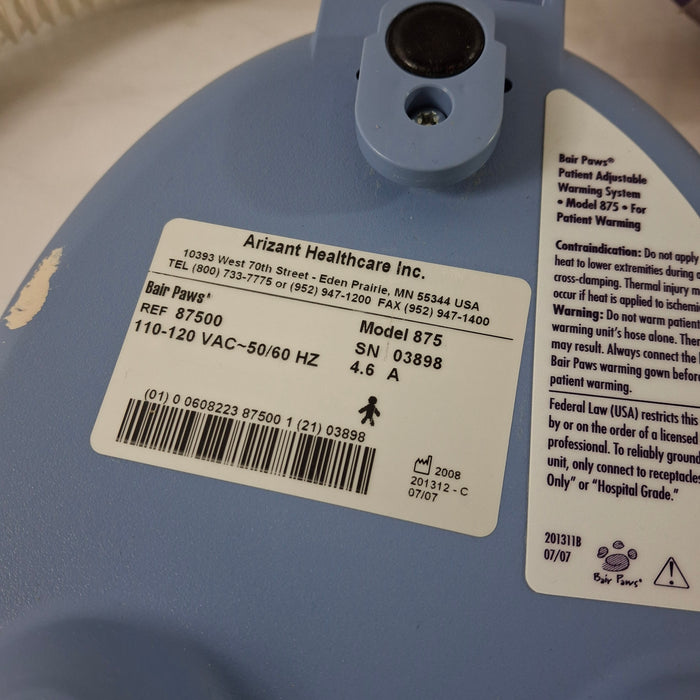 Arizant Healthcare Inc.
10393 West 70th Street - Eden Prairie, MN 55344 USA
TEL (800) 733-7775 or (952) 947-1200 FAX (952) 947-1400
Bair Paws®
REF 87500
110-120 VAC~50/60 HZ
Model 875
SN 03898
4.6 A
(01) 0 0608223 87500 1 (21) 03898
2008
201312 - C
07/07
Bair Paws®
Patient Adjustable
Warming System
• Model 875 • For
Patient Warming
Contraindication: Do not apply
heat to lower extremities during
cross-clamping. Thermal injury m
occur if heat is applied to ischemic
Warning: Do not warm patient
warming unit's hose alone. Ther
may result. Always connect the
Bair Paws warming gown before
patient warming.
Federal Law (USA) restricts this
by or on the order of a licensed
professional. To reliably ground
unit, only connect to receptacles
Only" or "Hospital Grade."
201311B
07/07
Bair Paws®